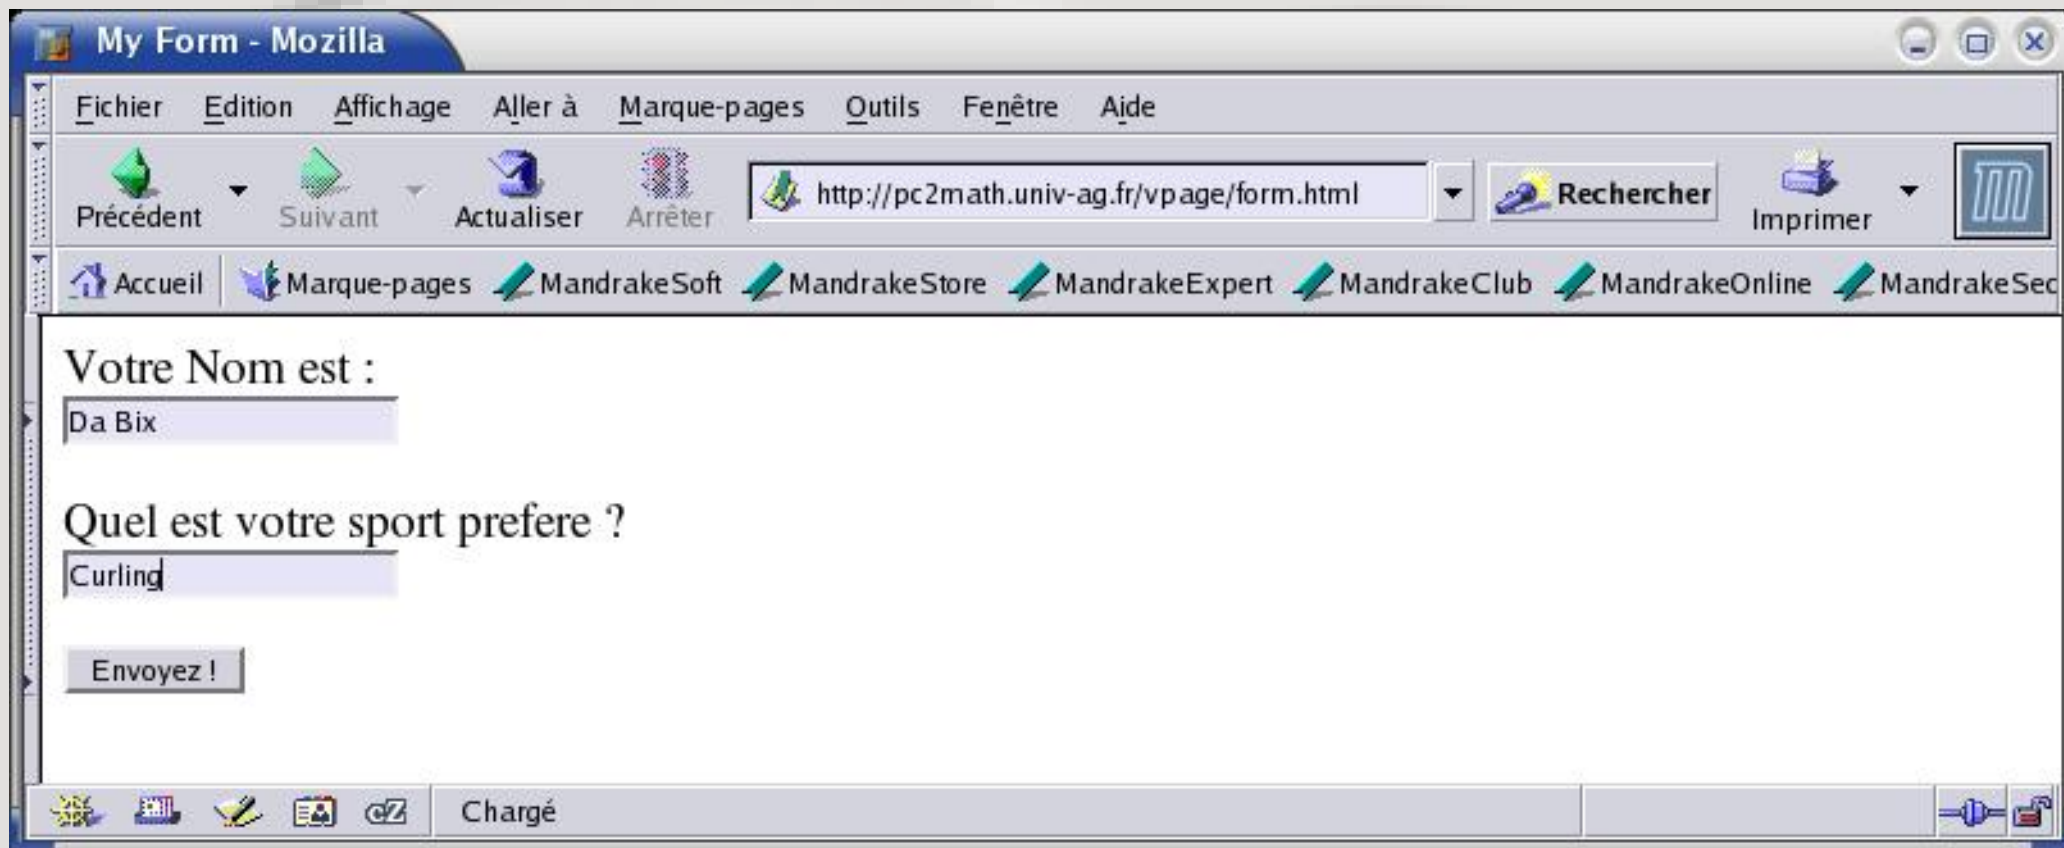 My Form - Mozilla
Fichier Edition Affichage Aller à Marque-pages Outils Fenêtre Aide
Précédent Suivant Actualiser Arrêter http://pc2math.univ-ag.fr/vpage/form.html Rechercher Imprimer
Accueil Marque-pages MandrakeSoft MandrakeStore MandrakeExpert MandrakeClub MandrakeOnline MandrakeSec
Votre Nom est :
Da Bix
Quel est votre sport prefere ?
Curling
Envoyez !
cZ Chargé